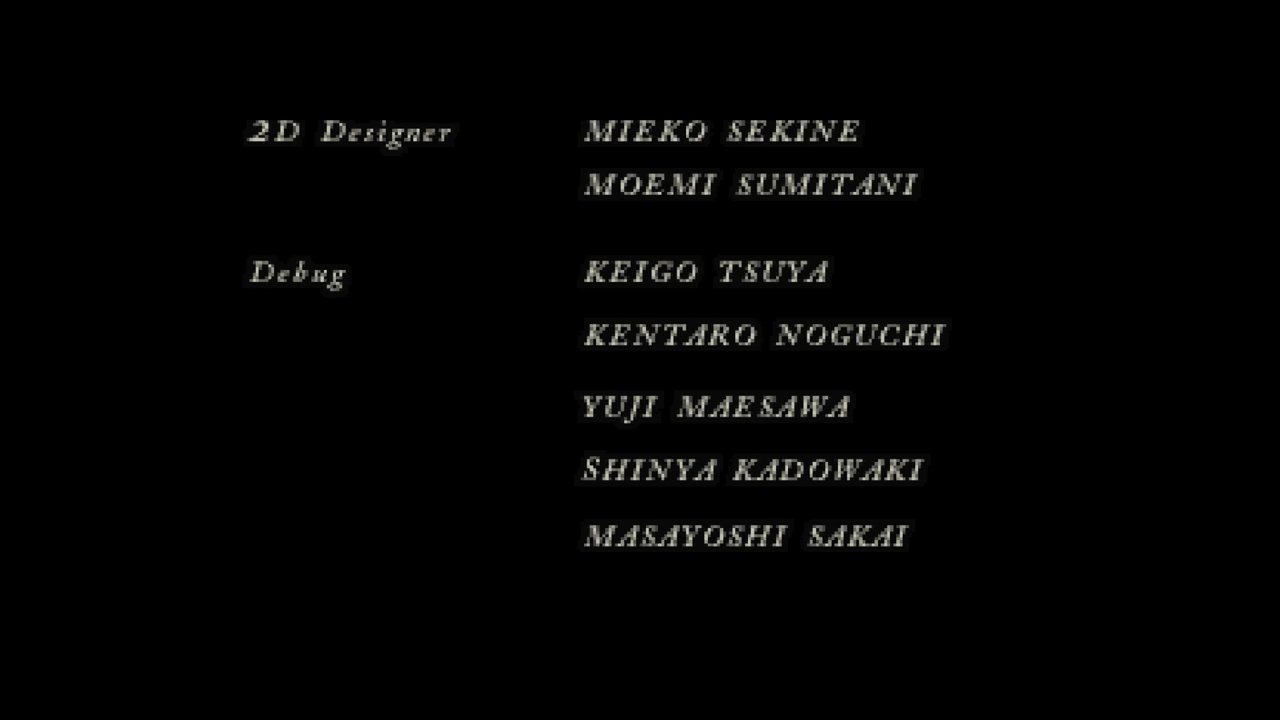 2D Designer MIEKO SEKINE
MOEMI SUMITANI
Debug KEIGO TSUYA
KENTARO NOGUCHI
YUJI MAESAWA
SHINYA KADOWAKI
MASAYOSHI SAKAI